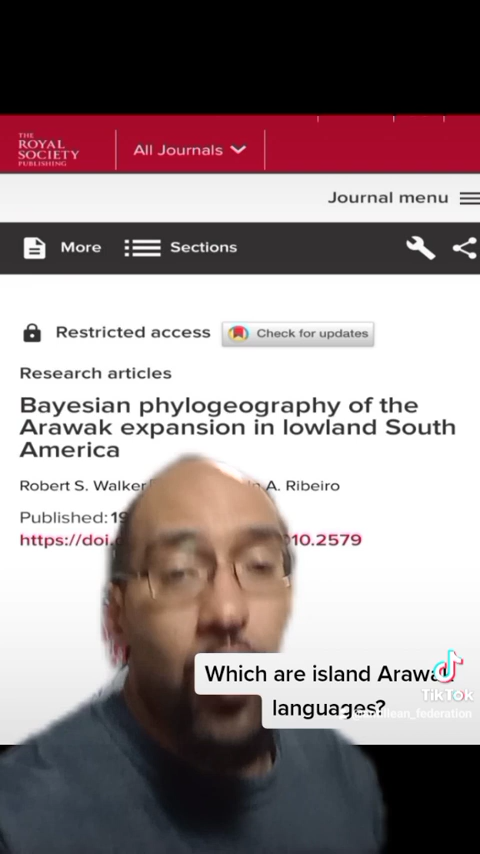 THE
ROYAL
SOCIETY
PUBLISHING
All Journals
Journal menu
More
Sections
Restricted access
Check for updates
Research articles
Bayesian phylogeography of the
Arawak expansion in lowland South
America
Robert S. Walker A. Ribeiro
Published: 19
https://doi. 10.2579
Which are island Arawak
languages?
TikTok